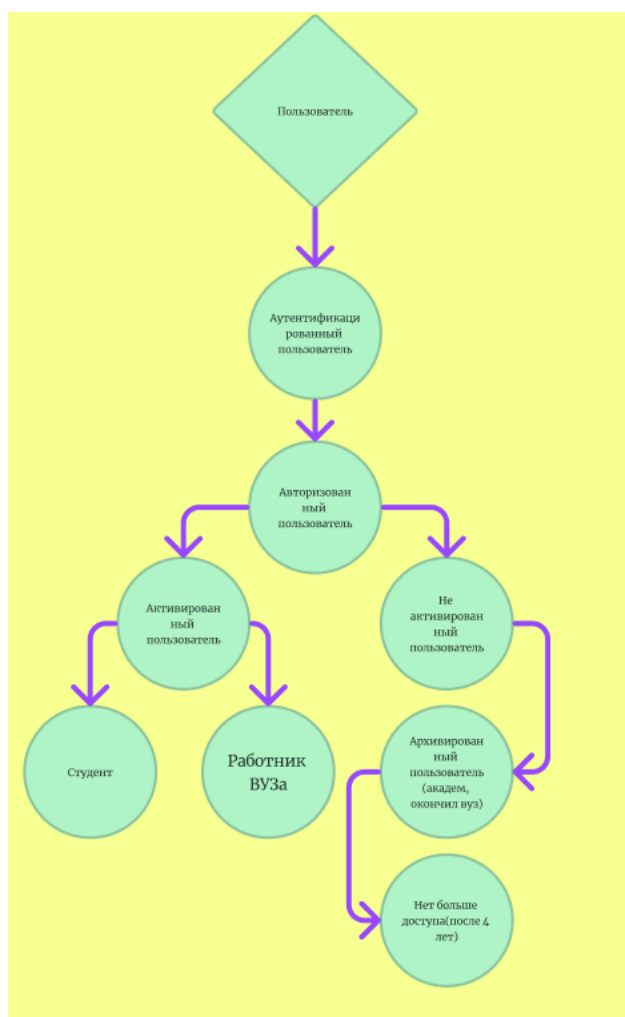 Пользователь
Аутентификаци
рованный
пользователь
Авторизован
ный
пользователь
Активирован
ный
пользователь
Не
активирован
ный
пользователь
Студент
Работник
ВУЗа
Архивирован
ный
пользователь
(академ,
окончил вуз)
Нет больше
доступа(после 4
лет)